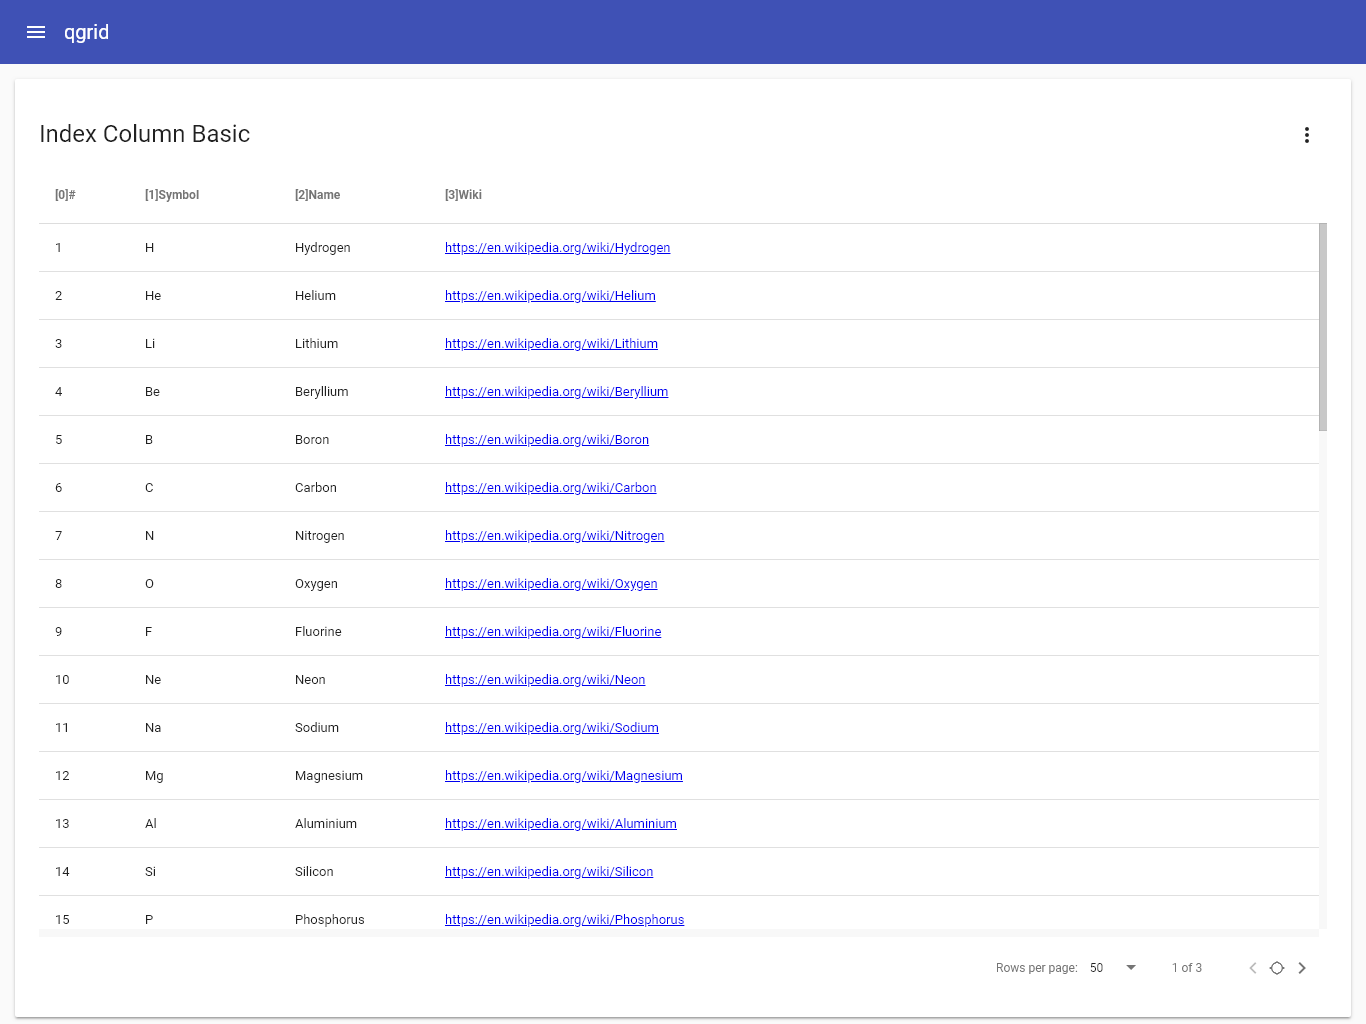 qgrid
Index Column Basic
[0]# [1]Symbol [2]Name [3]Wiki
1 H Hydrogen https://en.wikipedia.org/wiki/Hydrogen
2 He Helium https://en.wikipedia.org/wiki/Helium
3 Li Lithium https://en.wikipedia.org/wiki/Lithium
4 Be Beryllium https://en.wikipedia.org/wiki/Beryllium
5 B Boron https://en.wikipedia.org/wiki/Boron
6 C Carbon https://en.wikipedia.org/wiki/Carbon
7 N Nitrogen https://en.wikipedia.org/wiki/Nitrogen
8 O Oxygen https://en.wikipedia.org/wiki/Oxygen
9 F Fluorine https://en.wikipedia.org/wiki/Fluorine
10 Ne Neon https://en.wikipedia.org/wiki/Neon
11 Na Sodium https://en.wikipedia.org/wiki/Sodium
12 Mg Magnesium https://en.wikipedia.org/wiki/Magnesium
13 Al Aluminium https://en.wikipedia.org/wiki/Aluminium
14 Si Silicon https://en.wikipedia.org/wiki/Silicon
15 P Phosphorus https://en.wikipedia.org/wiki/Phosphorus
Rows per page: 50 1 of 3